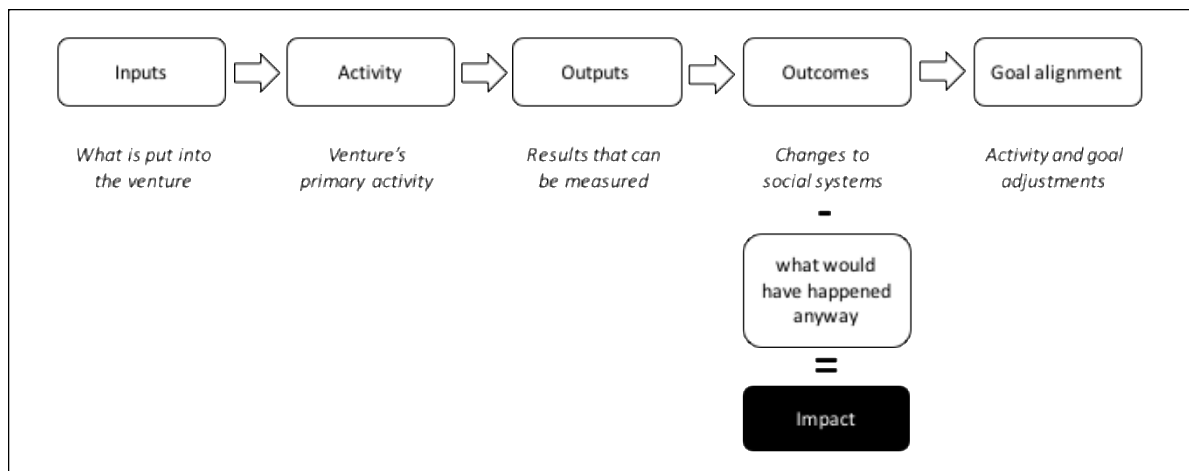 Inputs
Activity
Outputs
Outcomes
Goal alignment
What is put into
the venture
Venture's
primary activity
Results that can
be measured
Changes to
social systems
Activity and goal
adjustments
-
what would
have happened
anyway
=
Impact